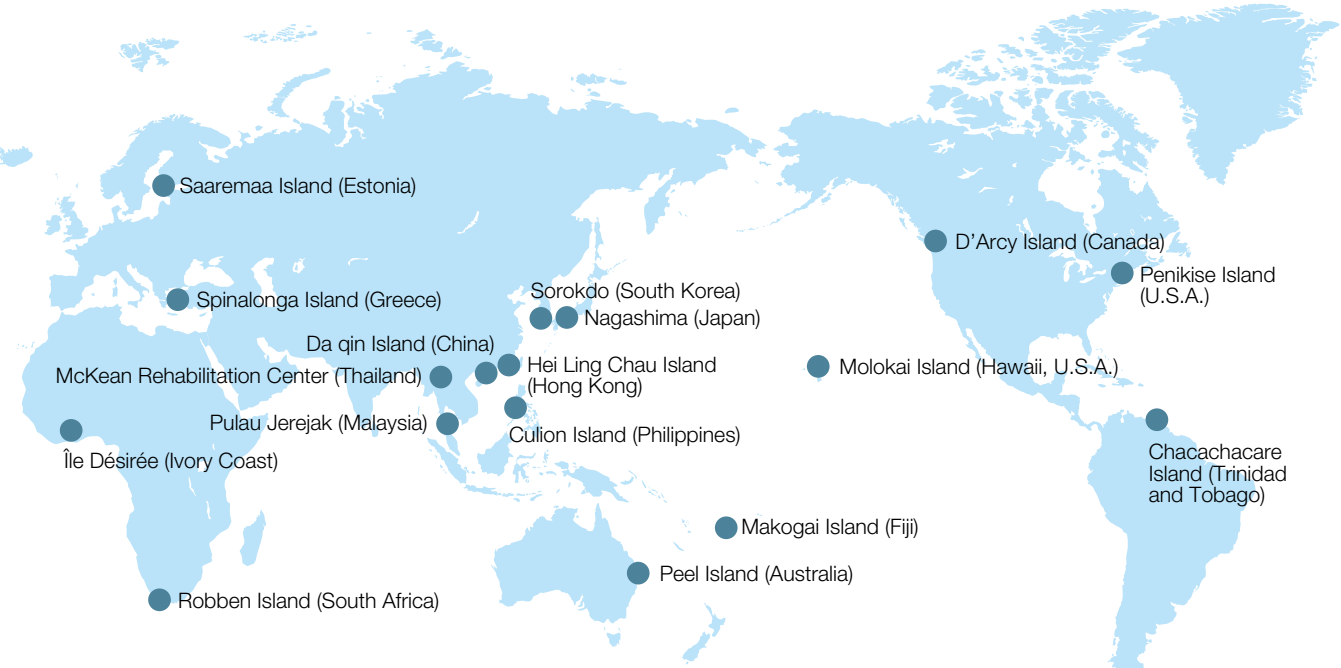 Saaremaa Island (Estonia)
D’Arcy Island (Canada)
Penikise Island
(U.S.A.)
Spinalonga Island (Greece)
Sorokdo (South Korea)
Nagashima (Japan)
Da qin Island (China)
Hei Ling Chau Island
(Hong Kong)
McKean Rehabilitation Center (Thailand)
Molokai Island (Hawaii, U.S.A.)
Pulau Jerejak (Malaysia)
Culion Island (Philippines)
Île Désirée (Ivory Coast)
Chacachacare
Island (Trinidad
and Tobago)
Makogai Island (Fiji)
Peel Island (Australia)
Robben Island (South Africa)